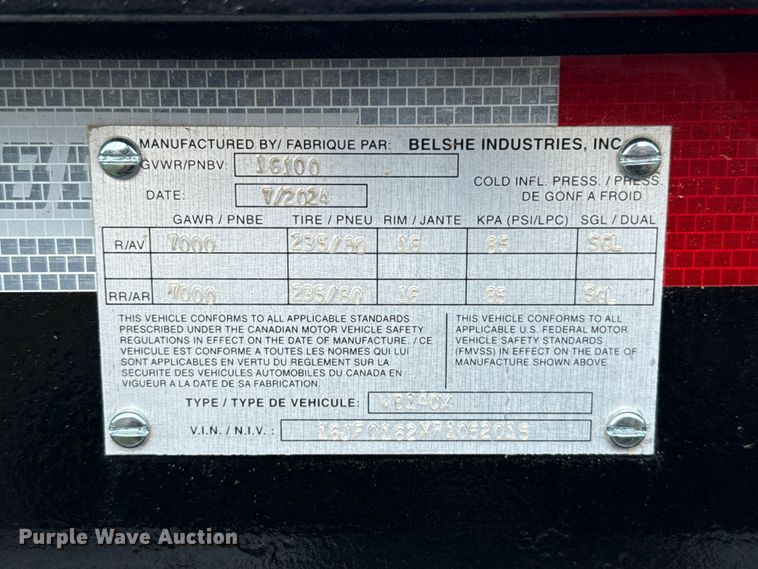 MANUFACTURED BY/ FABRIQUE PAR: BELSHE INDUSTRIES, INC.
GVWR/PNBV: 16100
DATE: 7/2024
COLD INFL. PRESS. / PRESS. DE GONF A FROID
GAWR / PNBE TIRE / PNEU RIM / JANTE KPA (PSI/LPC) SGL / DUAL
R/AV 7000 235/80 16 85 SGL
RR/AR 7000 235/80 16 85 SGL
THIS VEHICLE CONFORMS TO ALL APPLICABLE STANDARDS
PRESCRIBED UNDER THE CANADIAN MOTOR VEHICLE SAFETY
REGULATIONS IN EFFECT ON THE DATE OF MANUFACTURE. / CE
VEHICULE EST CONFORME A TOUTES LES NORMES QUI LUI
SONT APPLICABLES EN VERTU DU REGLEMENT SUR LA
SECURITE DES VEHICULES AUTOMOBILES DU CANADA EN
VIGUEUR A LA DATE DE SA FABRICATION.
THIS VEHICLE CONFORMS TO ALL
APPLICABLE U.S. FEDERAL MOTOR
VEHICLE SAFETY STANDARDS
(FMVSS) IN EFFECT ON THE DATE OF
MANUFACTURE SHOWN ABOVE.
TYPE / TYPE DE VEHICULE:
V.I.N. / N.I.V. :
Purple Wave Auction